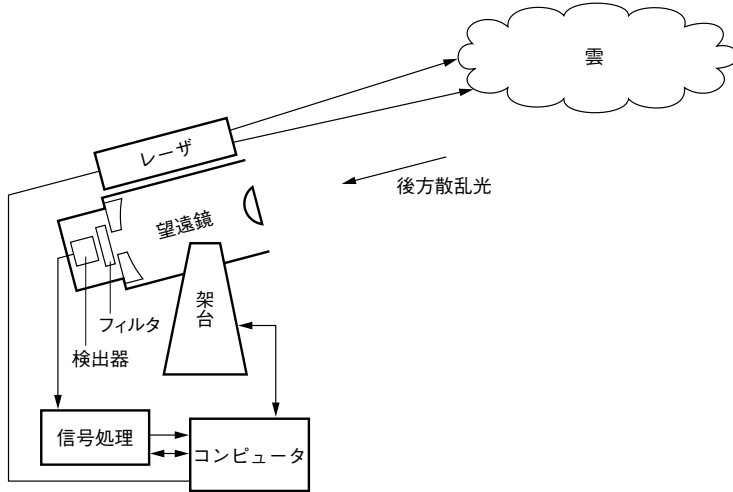 雲
レーザ
後方散乱光
望遠鏡
架台
フィルタ
検出器
信号処理
コンピュータ